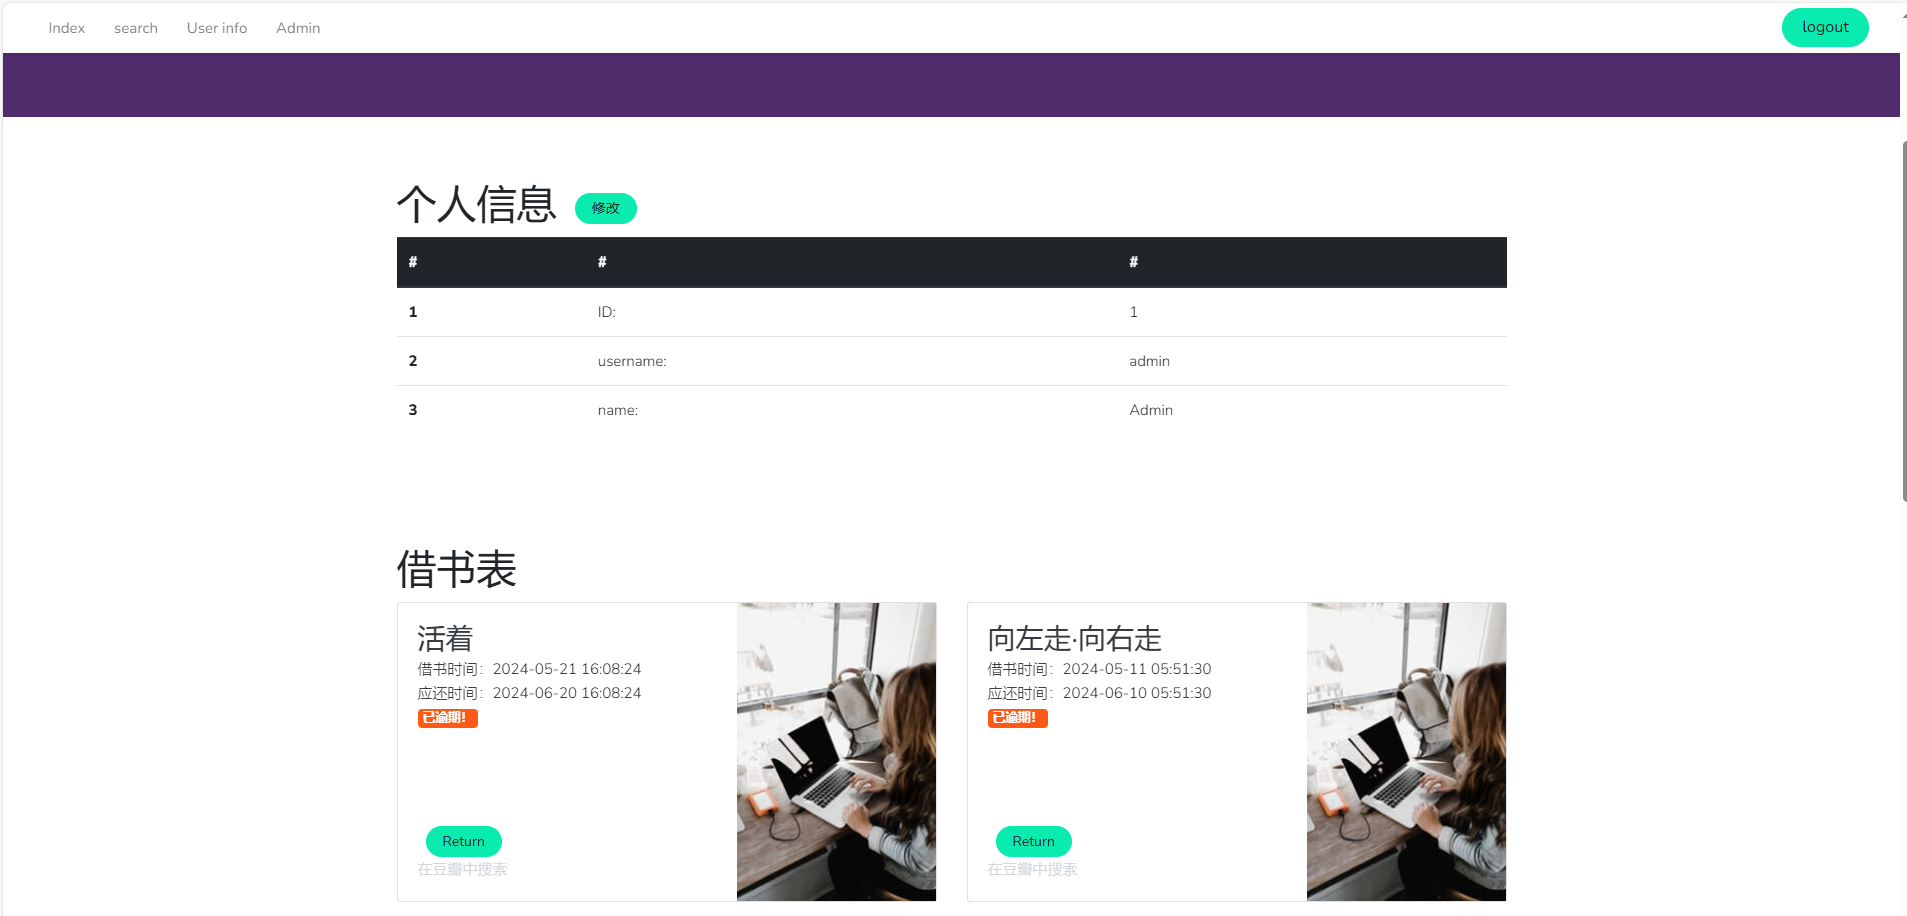 Index search User info Admin logout
个人信息 修改
# # #
1 ID: 1
2 username: admin
3 name: Admin
借书表
活着
借书时间：2024-05-21 16:08:24
应还时间：2024-06-20 16:08:24
已逾期！
Return
在豆瓣中搜索
向左走·向右走
借书时间：2024-05-11 05:51:30
应还时间：2024-06-10 05:51:30
已逾期！
Return
在豆瓣中搜索